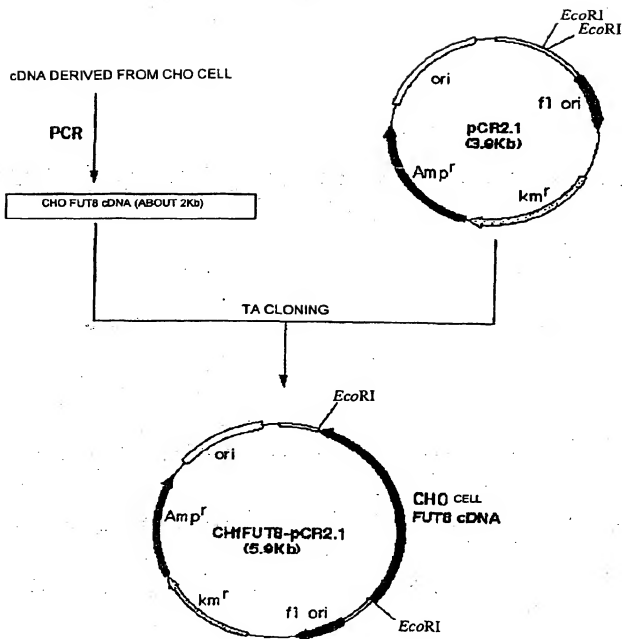 EcoRI
EcoRI
cDNA DERIVED FROM CHO CELL
ori
f1 ori
PCR
pCR2.1
(3.9Kb)
Ampʳ
kmʳ
CHO FUT8 cDNA (ABOUT 2Kb)
TA CLONING
EcoRI
ori
CHO CELL
FUT8 cDNA
Ampʳ
CHfFUT8-pCR2.1
(5.9Kb)
kmʳ
f1 ori
EcoRI